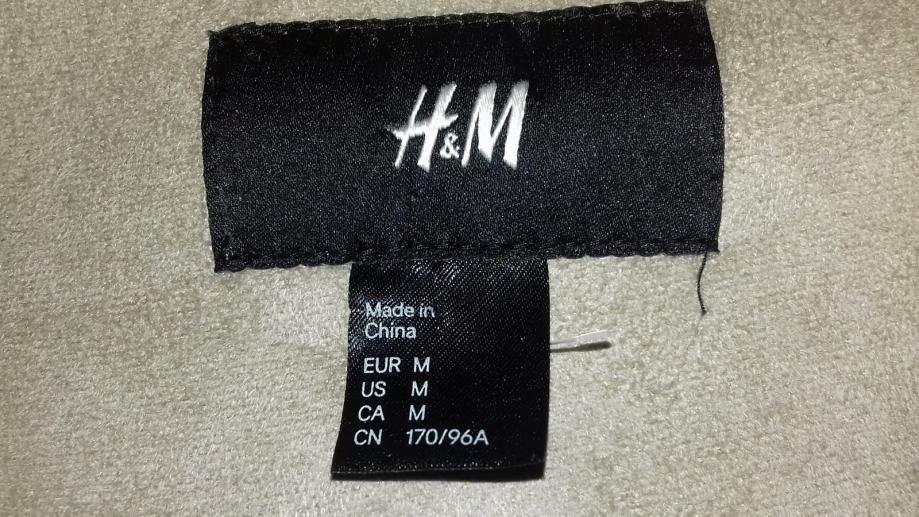 H&M
Made in
China
EUR M
US M
CA M
CN 170/96A